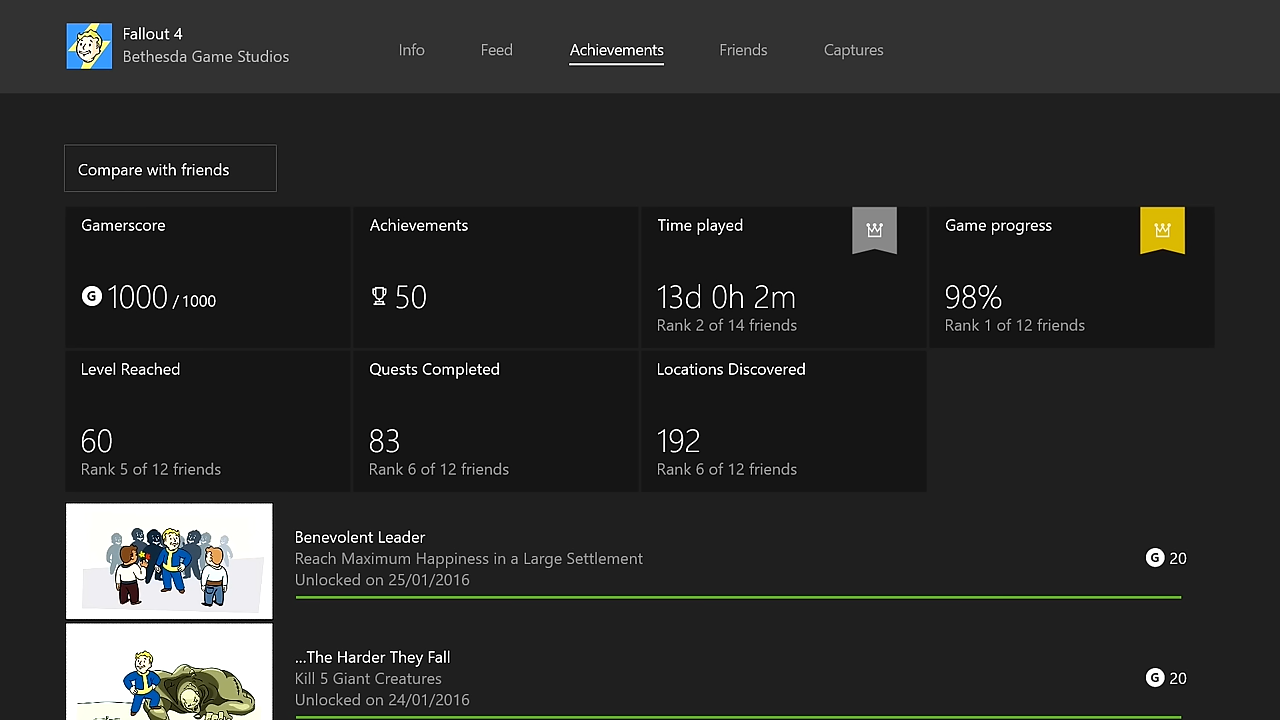 Fallout 4
Bethesda Game Studios
Info
Feed
Achievements
Friends
Captures
Compare with friends
Gamerscore
G 1000 / 1000
Achievements
50
Time played
13d 0h 2m
Rank 2 of 14 friends
Game progress
98%
Rank 1 of 12 friends
Level Reached
60
Rank 5 of 12 friends
Quests Completed
83
Rank 6 of 12 friends
Locations Discovered
192
Rank 6 of 12 friends
Benevolent Leader
Reach Maximum Happiness in a Large Settlement
Unlocked on 25/01/2016
G 20
...The Harder They Fall
Kill 5 Giant Creatures
Unlocked on 24/01/2016
G 20